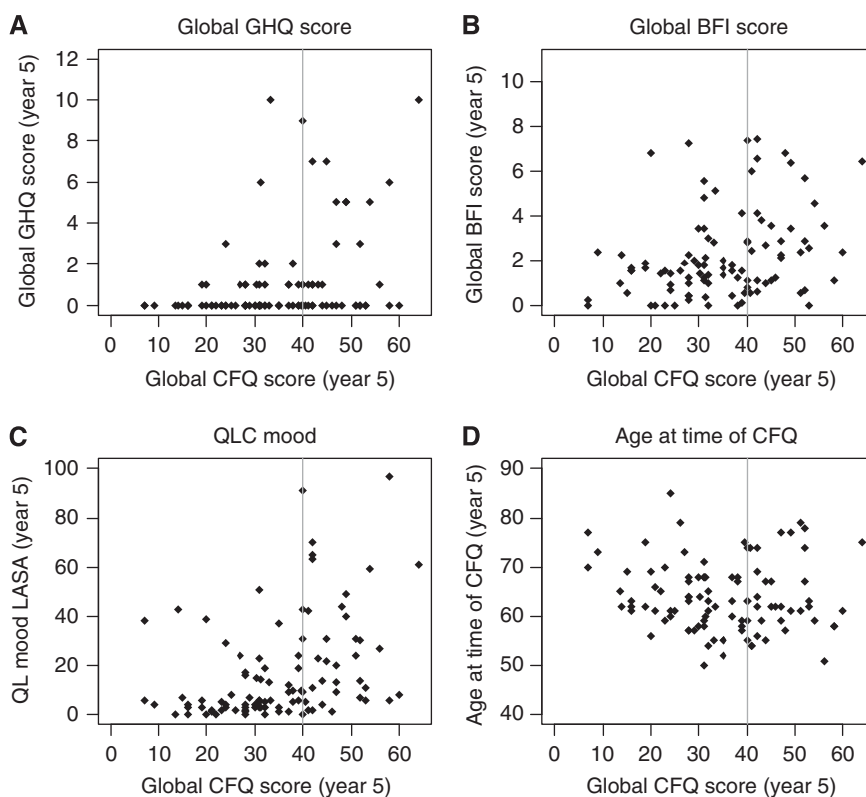 A
Global GHQ score
Global GHQ score (year 5)
12
10
8
6
4
2
0
0 10 20 30 40 50 60
Global CFQ score (year 5)
B
Global BFI score
Global BFI score (year 5)
10
8
6
4
2
0
0 10 20 30 40 50 60
Global CFQ score (year 5)
C
QLC mood
QL mood LASA (year 5)
100
80
60
40
20
0
0 10 20 30 40 50 60
Global CFQ score (year 5)
D
Age at time of CFQ
Age at time of CFQ (year 5)
90
80
70
60
50
40
0 10 20 30 40 50 60
Global CFQ score (year 5)